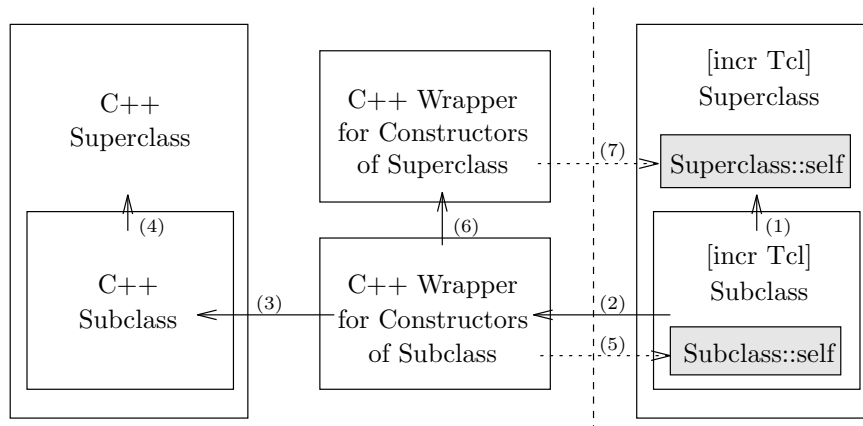 C++
Superclass
(4)
C++
Subclass
(3)
C++ Wrapper
for Constructors
of Superclass
(6)
C++ Wrapper
for Constructors
of Subclass
(7)
(2)
(5)
[incr Tcl]
Superclass
Superclass::self
(1)
[incr Tcl]
Subclass
Subclass::self